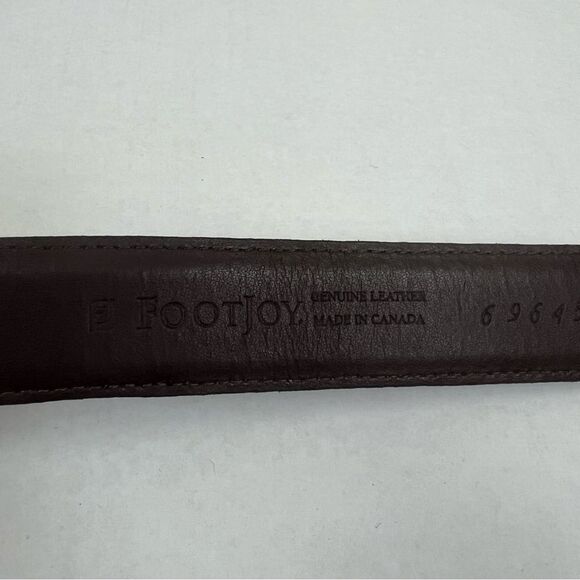 FJ FOOTJOY
GENUINE LEATHER
MADE IN CANADA
6964